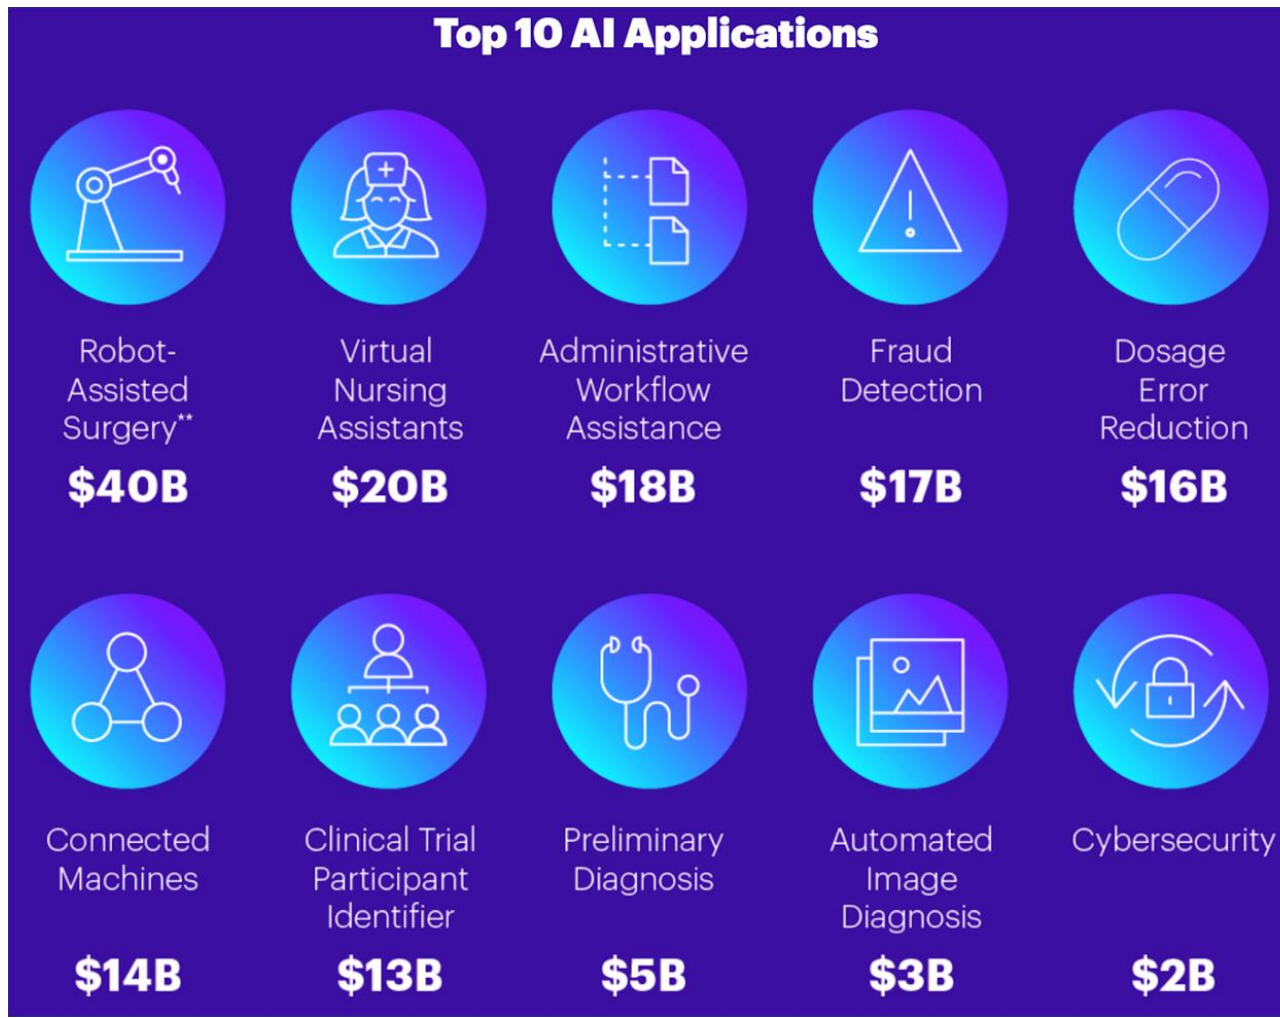 Top 10 AI Applications
Robot-
Assisted
Surgery**
$40B
Virtual
Nursing
Assistants
$20B
Administrative
Workflow
Assistance
$18B
Fraud
Detection
$17B
Dosage
Error
Reduction
$16B
Connected
Machines
$14B
Clinical Trial
Participant
Identifier
$13B
Preliminary
Diagnosis
$5B
Automated
Image
Diagnosis
$3B
Cybersecurity
$2B